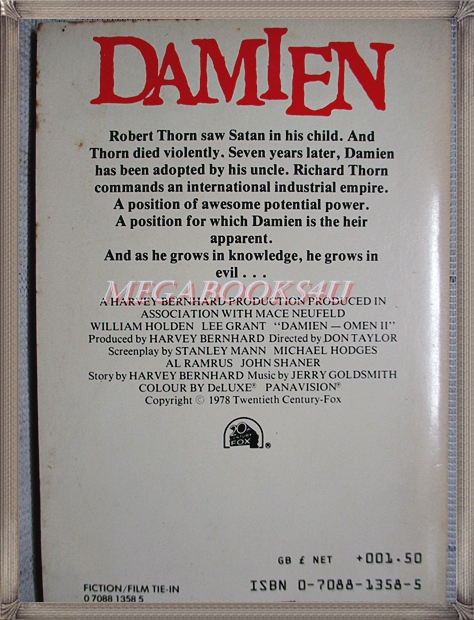 DAMIEN
Robert Thorn saw Satan in his child. And
Thorn died violently. Seven years later, Damien
has been adopted by his uncle. Richard Thorn
commands an international industrial empire.
A position of awesome potential power.
A position for which Damien is the heir
apparent.
And as he grows in knowledge, he grows in
evil . . .
MEGABOOKS4U
A HARVEY BERNHARD PRODUCTION PRODUCED IN
ASSOCIATION WITH MACE NEUFELD
WILLIAM HOLDEN LEE GRANT "DAMIEN — OMEN II"
Produced by HARVEY BERNHARD Directed by DON TAYLOR
Screenplay by STANLEY MANN MICHAEL HODGES
AL RAMRUS JOHN SHANER
Story by HARVEY BERNHARD Music by JERRY GOLDSMITH
COLOUR BY DeLUXE® PANAVISION®
Copyright © 1978 Twentieth Century-Fox
20th CENTURY FOX ®
GB £ NET +001.50
ISBN 0-7088-1358-5
FICTION/FILM TIE-IN
0 7088 1358 5